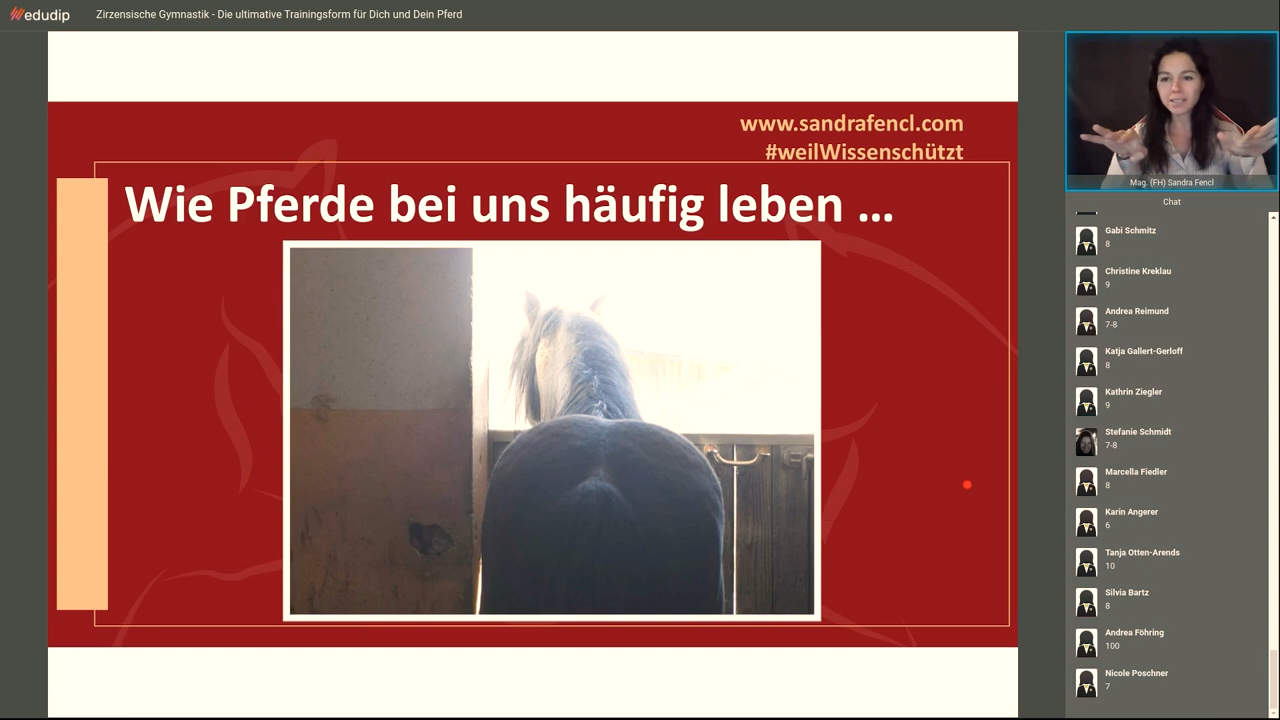 edudip
Zirzensische Gymnastik - Die ultimative Trainingsform für Dich und Dein Pferd
www.sandrafencl.com
#weilWissenschützt
Wie Pferde bei uns häufig leben ...
Mag. (FH) Sandra Fencl
Chat
Gabi Schmitz
8
Christine Kreklau
9
Andrea Reimund
7-8
Katja Gallert-Gerloff
8
Kathrin Ziegler
9
Stefanie Schmidt
7-8
Marcella Fiedler
8
Karin Angerer
6
Tanja Otten-Arends
10
Silvia Bartz
8
Andrea Föhring
100
Nicole Poschner
7